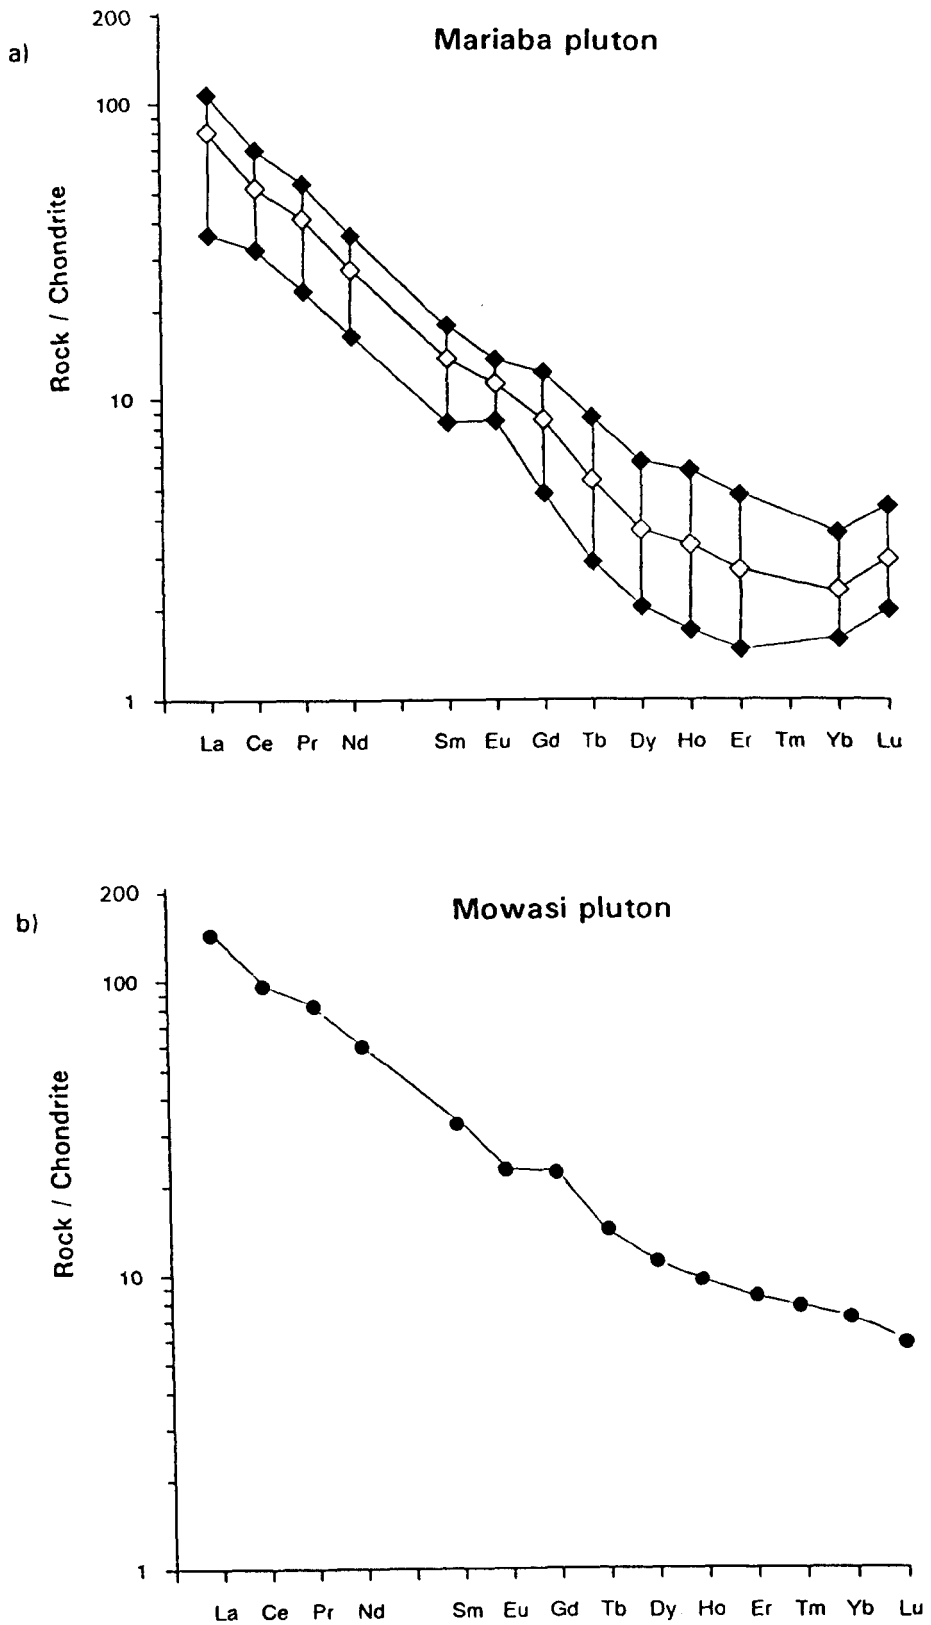 a)
Mariaba pluton
200
100
10
1
Rock / Chondrite
La Ce Pr Nd Sm Eu Gd Tb Dy Ho Er Tm Yb Lu
b)
Mowasi pluton
200
100
10
1
Rock / Chondrite
La Ce Pr Nd Sm Eu Gd Tb Dy Ho Er Tm Yb Lu